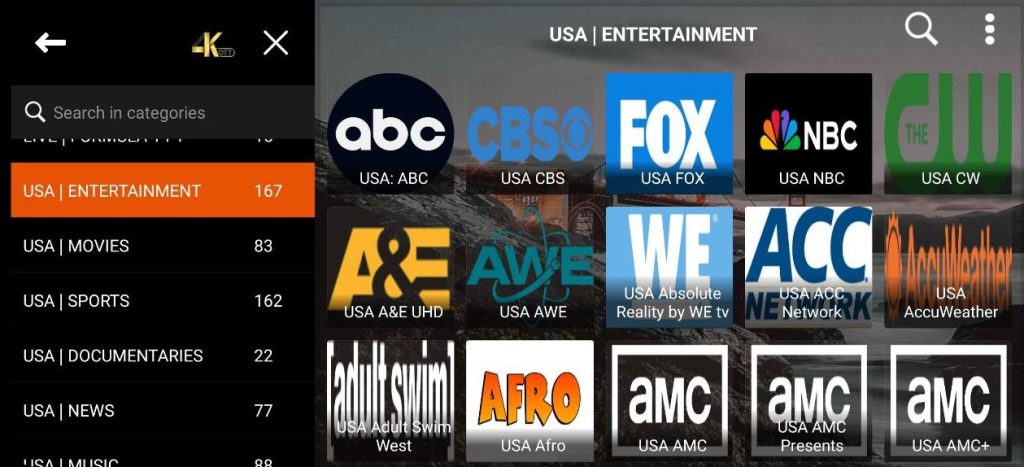 4K
OTT
Search in categories
USA | ENTERTAINMENT 167
USA | MOVIES 83
USA | SPORTS 162
USA | DOCUMENTARIES 22
USA | NEWS 77
USA | MUSIC 88
USA | ENTERTAINMENT
abc
USA: ABC
CBS
USA CBS
FOX
USA FOX
NBC
USA NBC
THE CW
USA CW
A&E
USA A&E UHD
AWE
USA AWE
WE
USA Absolute
Reality by WE tv
ACC
NETWORK
USA ACC
Network
AccuWeather
USA
AccuWeather
[adult swim]
USA Adult Swim
West
AFRO
USA Afro
aMC
USA AMC
aMC
USA AMC
Presents
aMC
USA AMC+